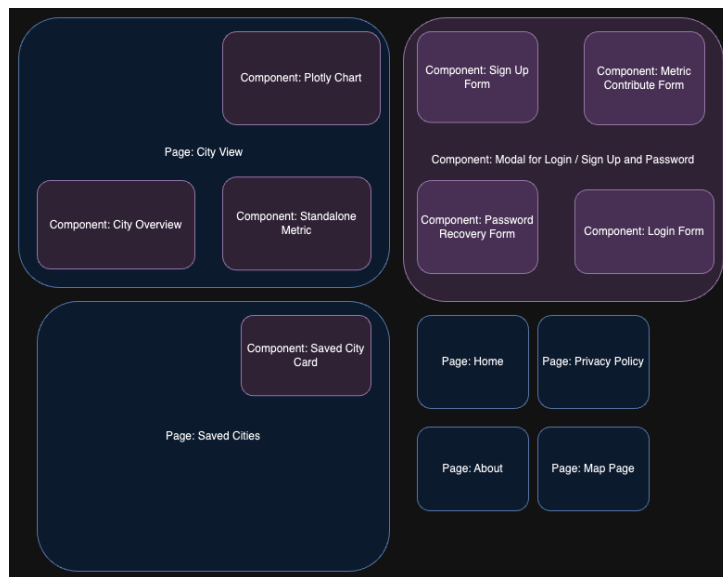 Component: Plotly Chart
Page: City View
Component: City Overview
Component: Standalone
Metric
Component: Sign Up
Form
Component: Metric
Contribute Form
Component: Modal for Login / Sign Up and Password
Component: Password
Recovery Form
Component: Login Form
Component: Saved City
Card
Page: Saved Cities
Page: Home
Page: Privacy Policy
Page: About
Page: Map Page